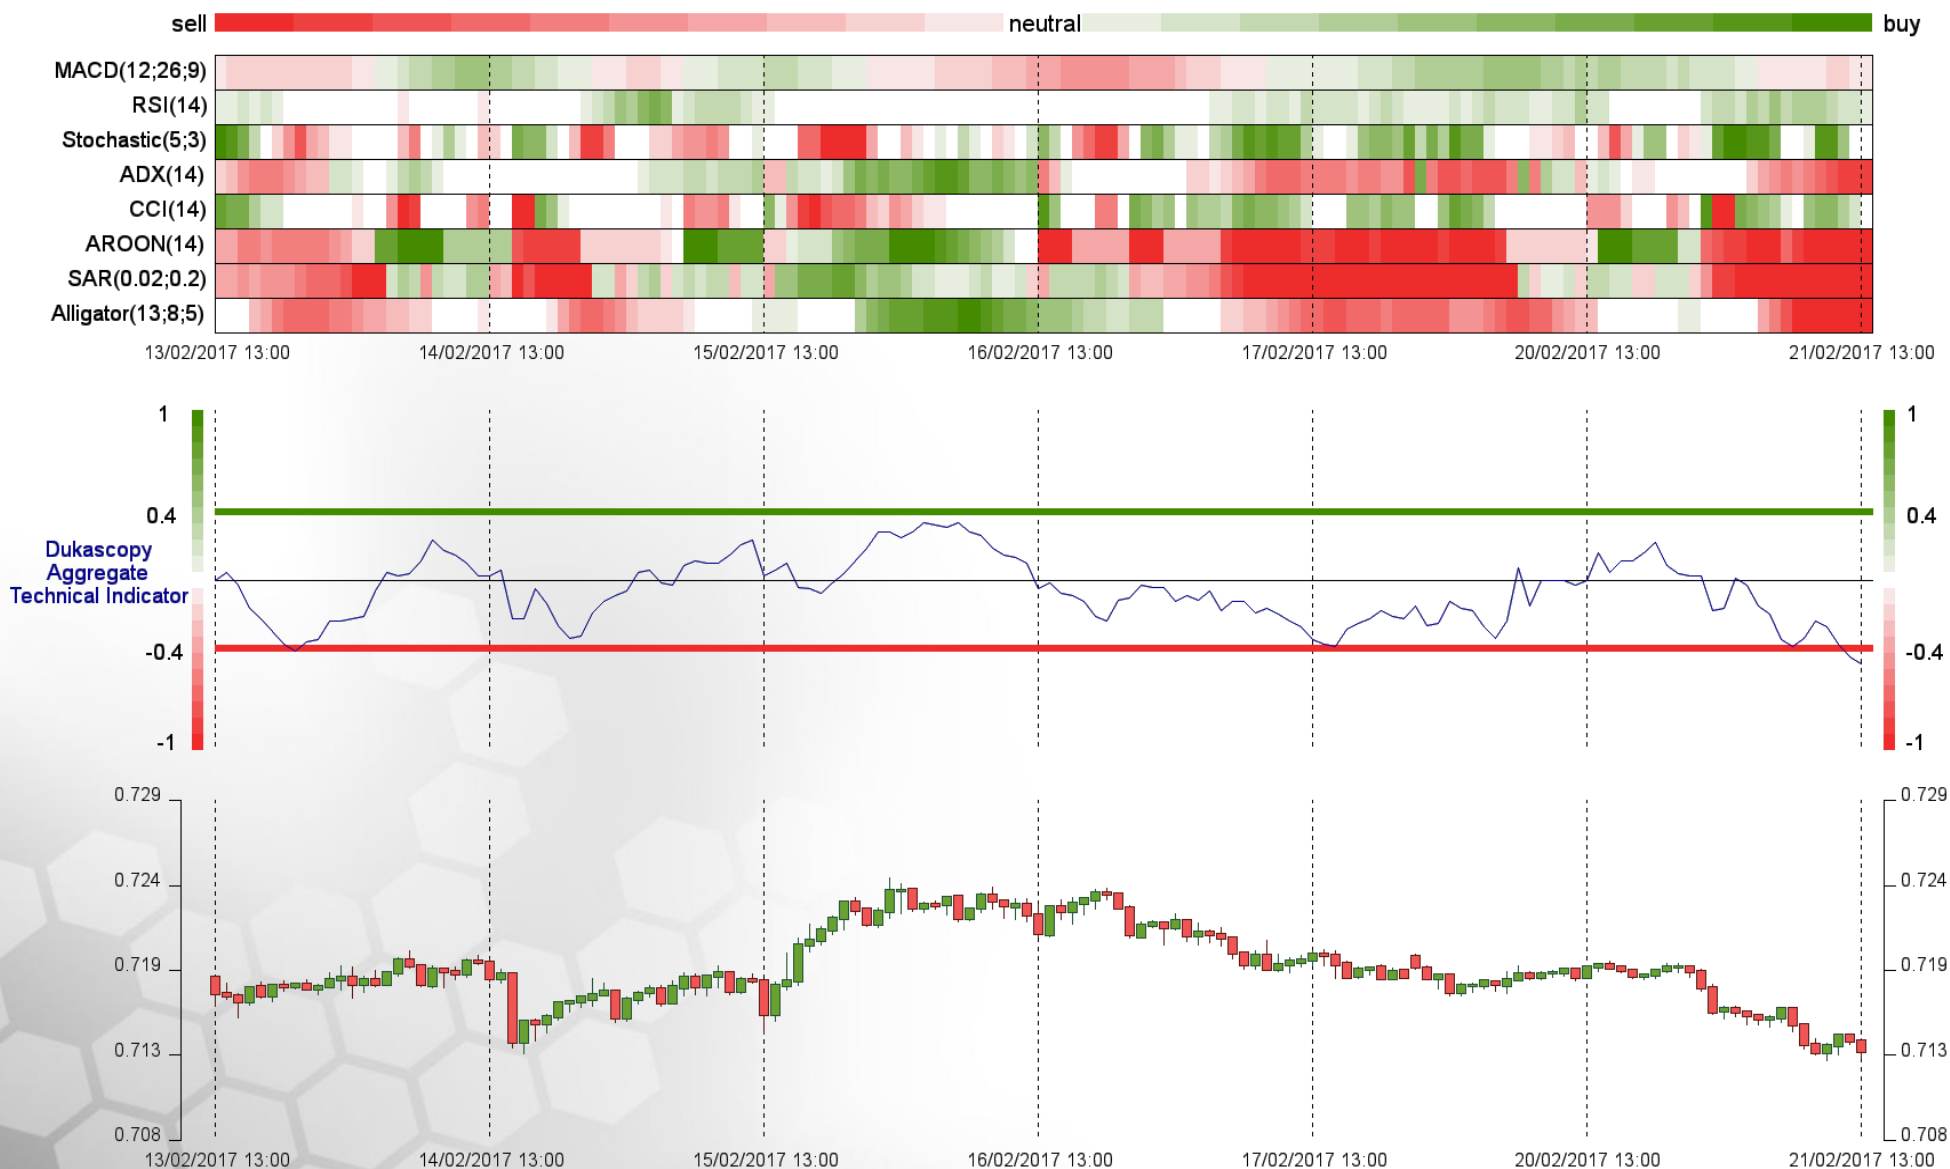 sell neutral buy
MACD(12;26;9)
RSI(14)
Stochastic(5;3)
ADX(14)
CCI(14)
AROON(14)
SAR(0.02;0.2)
Alligator(13;8;5)
13/02/2017 13:00 14/02/2017 13:00 15/02/2017 13:00 16/02/2017 13:00 17/02/2017 13:00 20/02/2017 13:00 21/02/2017 13:00
1 1
0.4 0.4
Dukascopy
Aggregate
Technical Indicator
-0.4 -0.4
-1 -1
0.729 0.729
0.724 0.724
0.719 0.719
0.713 0.713
0.708 0.708
13/02/2017 13:00 14/02/2017 13:00 15/02/2017 13:00 16/02/2017 13:00 17/02/2017 13:00 20/02/2017 13:00 21/02/2017 13:00